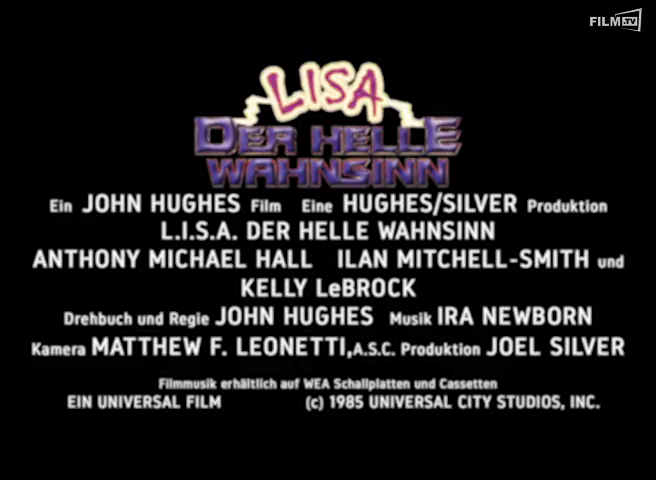 FILM.TV
LISA
DER HELLE
WAHNSINN
Ein JOHN HUGHES Film Eine HUGHES/SILVER Produktion
L.I.S.A. DER HELLE WAHNSINN
ANTHONY MICHAEL HALL ILAN MITCHELL-SMITH und
KELLY LeBROCK
Drehbuch und Regie JOHN HUGHES Musik IRA NEWBORN
Kamera MATTHEW F. LEONETTI,A.S.C. Produktion JOEL SILVER
Filmmusik erhältlich auf WEA Schallplatten und Cassetten
EIN UNIVERSAL FILM (c) 1985 UNIVERSAL CITY STUDIOS, INC.